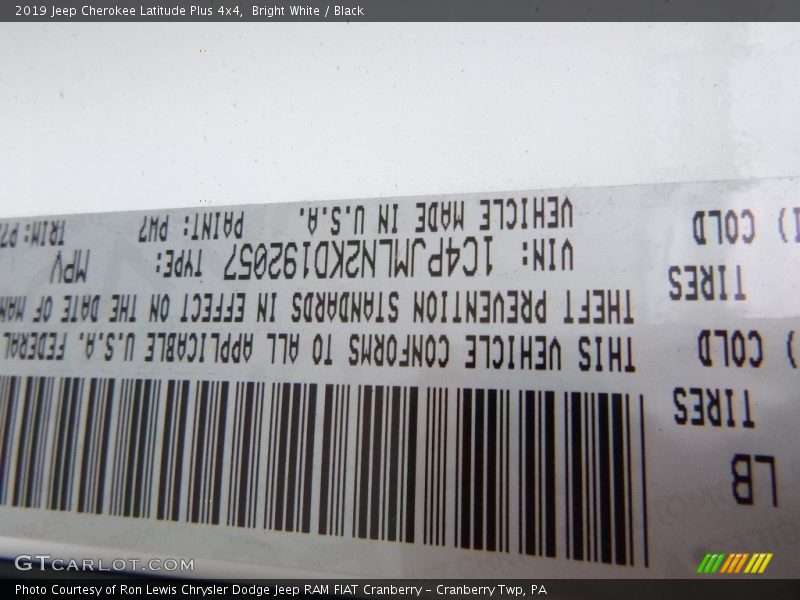 2019 Jeep Cherokee Latitude Plus 4x4,  Bright White / Black
LB
TIRES
) COLD
TIRES
) COLD
THIS VEHICLE CONFORMS TO ALL APPLICABLE U.S.A. FEDERAL
THEFT PREVENTION STANDARDS IN EFFECT ON THE DATE OF MAN
VIN: 1C4PJMLN2KD192057 TYPE: MPV
VEHICLE MADE IN U.S.A. PAINT: PW7 TRIM:
GTCARLOT.COM
Photo Courtesy of Ron Lewis Chrysler Dodge Jeep RAM FIAT Cranberry – Cranberry Twp, PA